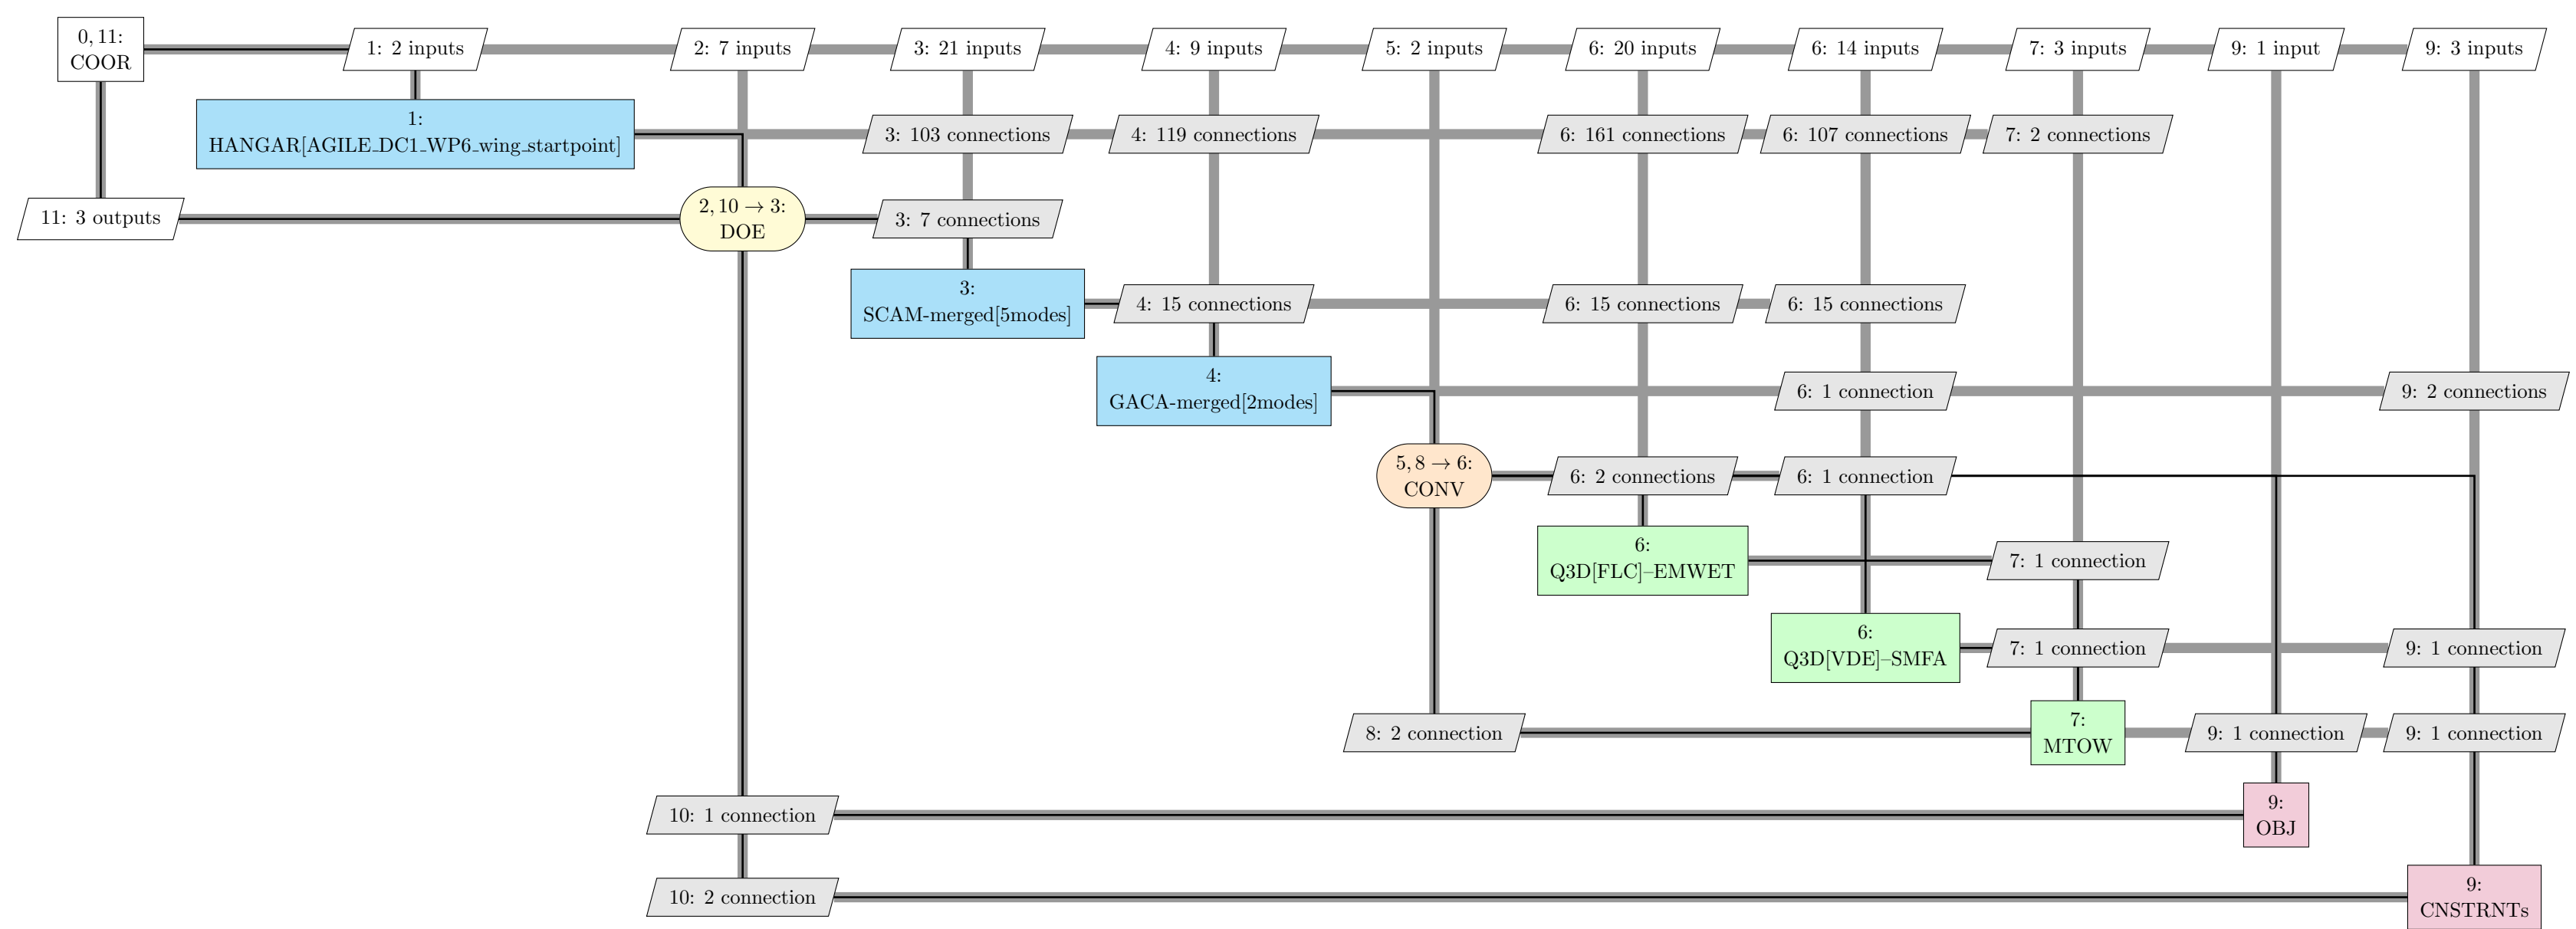 0, 11:
COOR
1: 2 inputs
2: 7 inputs
3: 21 inputs
4: 9 inputs
5: 2 inputs
6: 20 inputs
6: 14 inputs
7: 3 inputs
9: 1 input
9: 3 inputs
1:
HANGAR[AGILE_DC1_WP6_wing_startpoint]
3: 103 connections
4: 119 connections
6: 161 connections
6: 107 connections
7: 2 connections
11: 3 outputs
2, 10 → 3:
DOE
3: 7 connections
3:
SCAM-merged[5modes]
4: 15 connections
6: 15 connections
6: 15 connections
4:
GACA-merged[2modes]
6: 1 connection
9: 2 connections
5, 8 → 6:
CONV
6: 2 connections
6: 1 connection
6:
Q3D[FLC]–EMWET
7: 1 connection
6:
Q3D[VDE]–SMFA
7: 1 connection
9: 1 connection
8: 2 connection
7:
MTOW
9: 1 connection
9: 1 connection
10: 1 connection
9:
OBJ
10: 2 connection
9:
CNSTRNTs